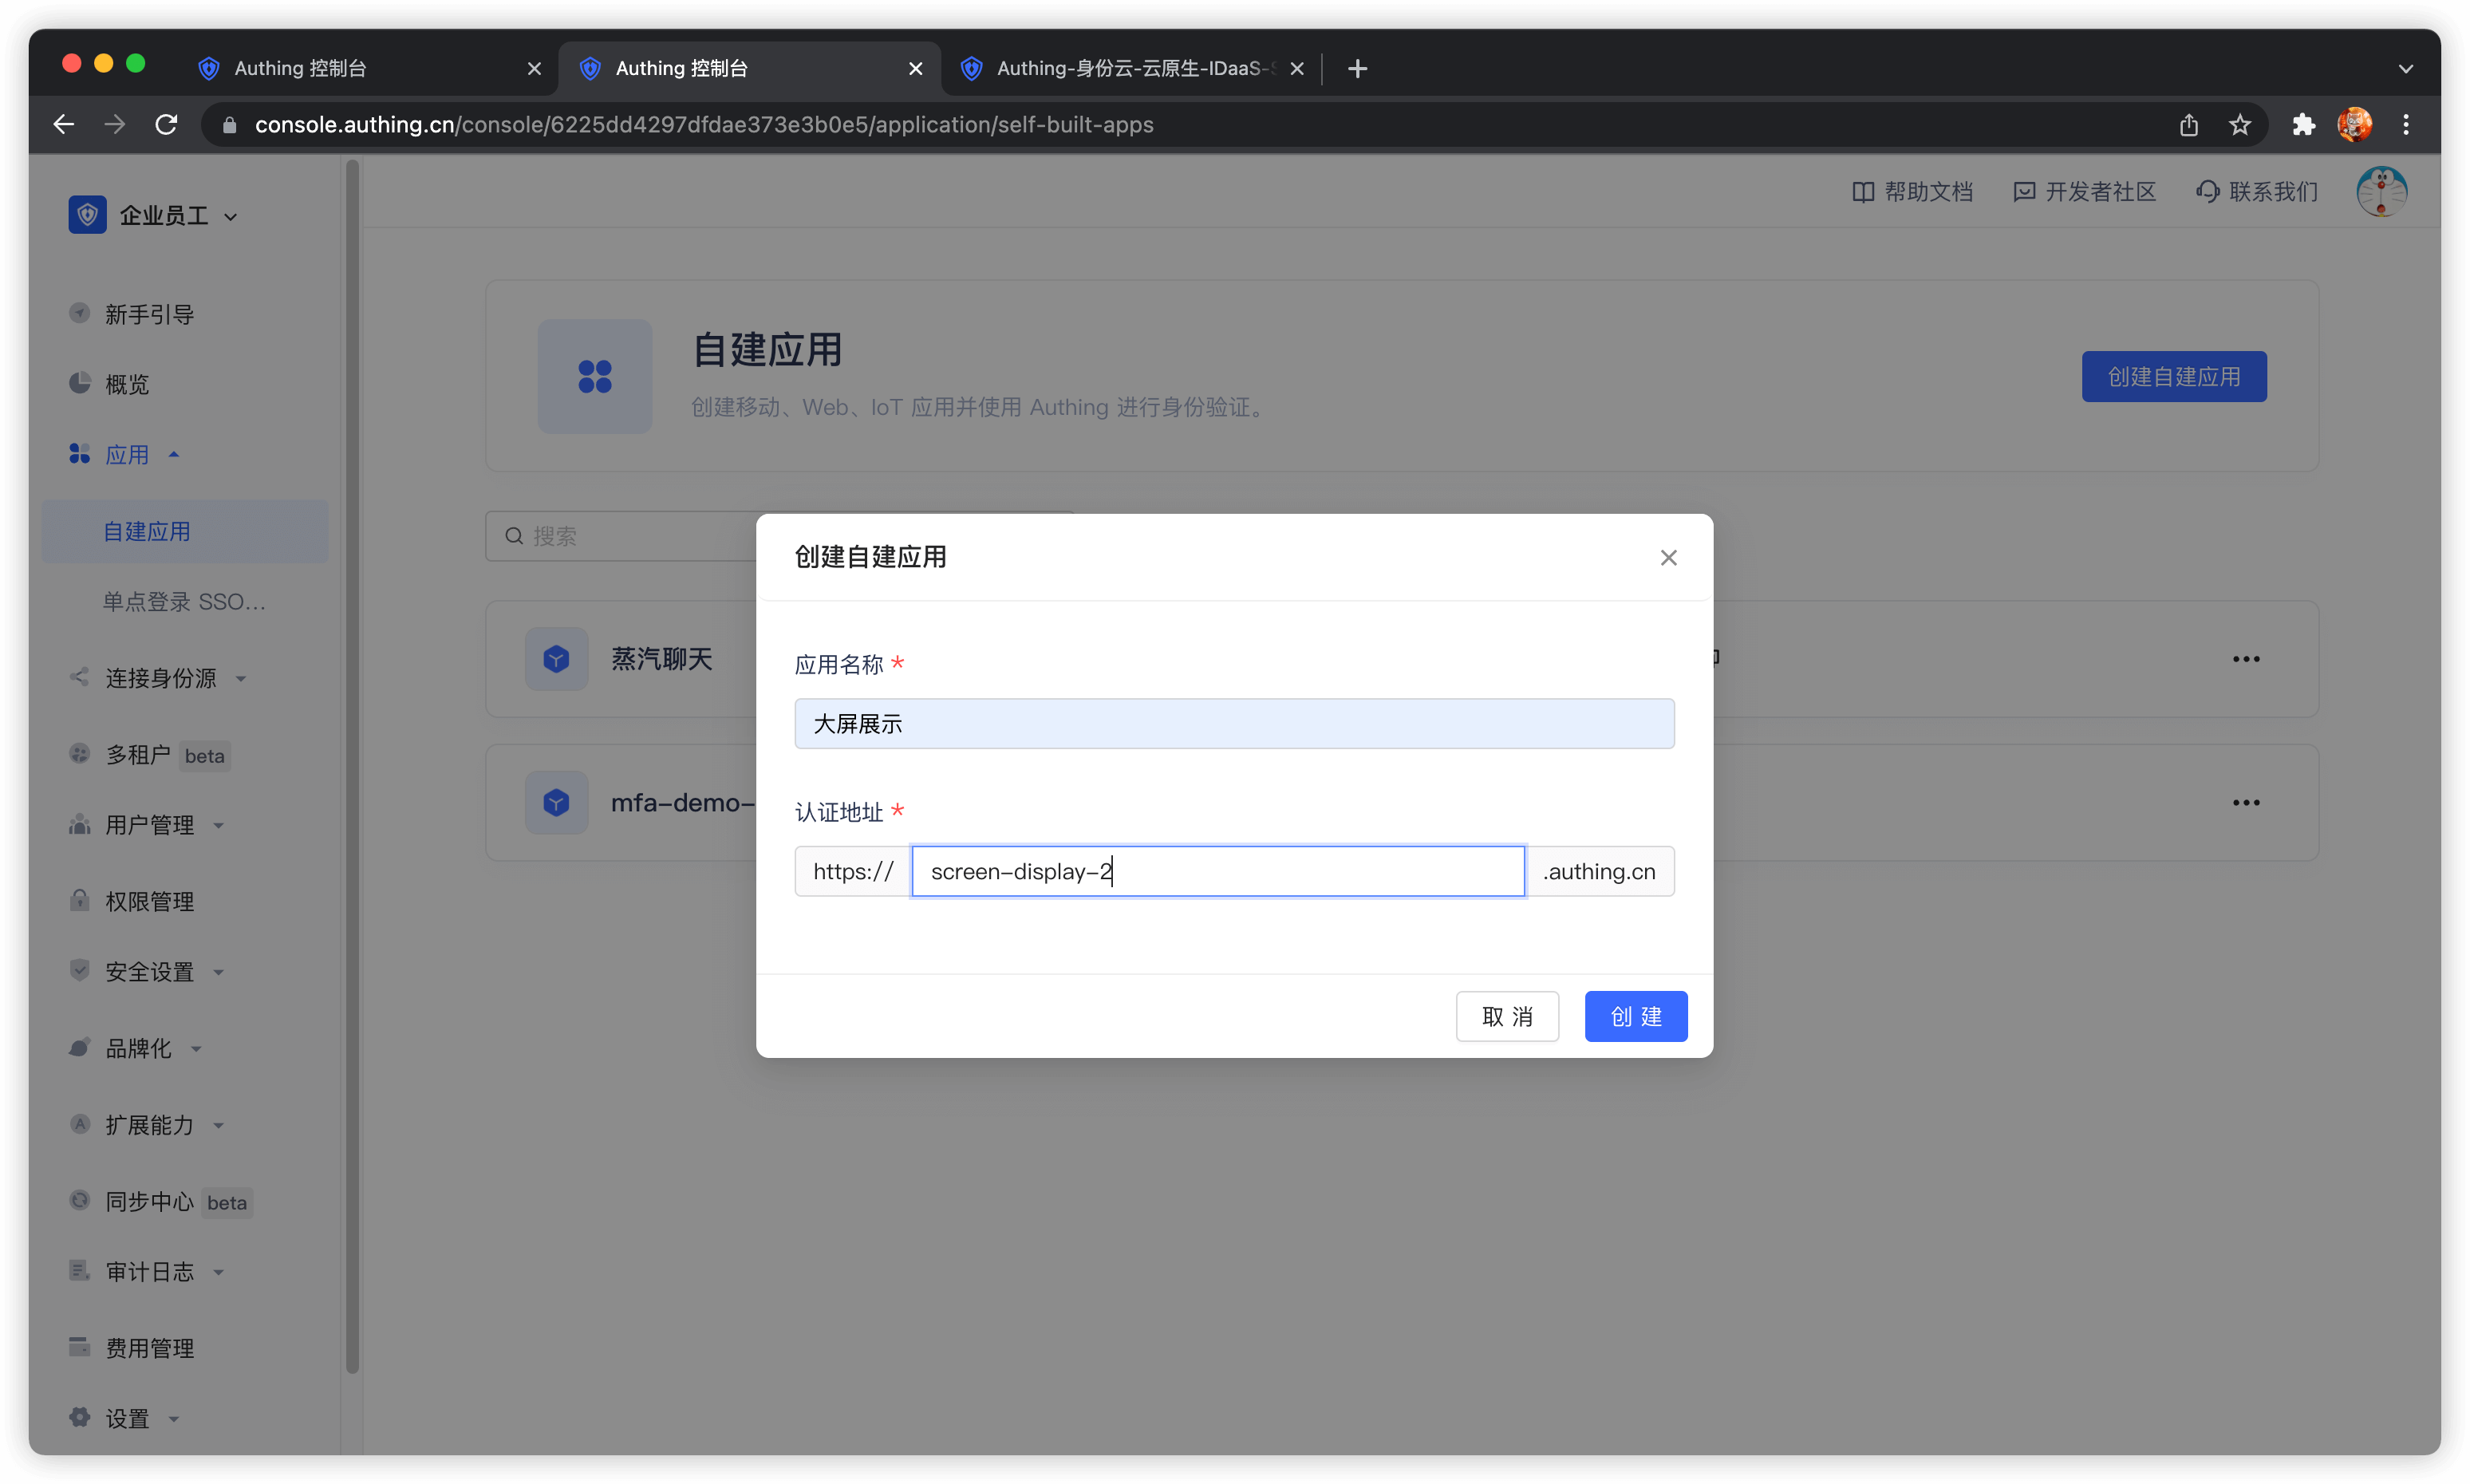 Authing 控制台
Authing 控制台
Authing-身份云-云原生-IDaaS-
console.authing.cn/console/6225dd4297dfdae373e3b0e5/application/self-built-apps
企业员工
帮助文档
开发者社区
联系我们
新手引导
概览
应用
自建应用
单点登录 SSO...
连接身份源
多租户 beta
用户管理
权限管理
安全设置
品牌化
扩展能力
同步中心 beta
审计日志
费用管理
设置
自建应用
创建移动、Web、IoT 应用并使用 Authing 进行身份验证。
创建自建应用
搜索
蒸汽聊天
mfa-demo-
创建自建应用
应用名称 *
大屏展示
认证地址 *
https:// screen-display-2 .authing.cn
取 消
创 建